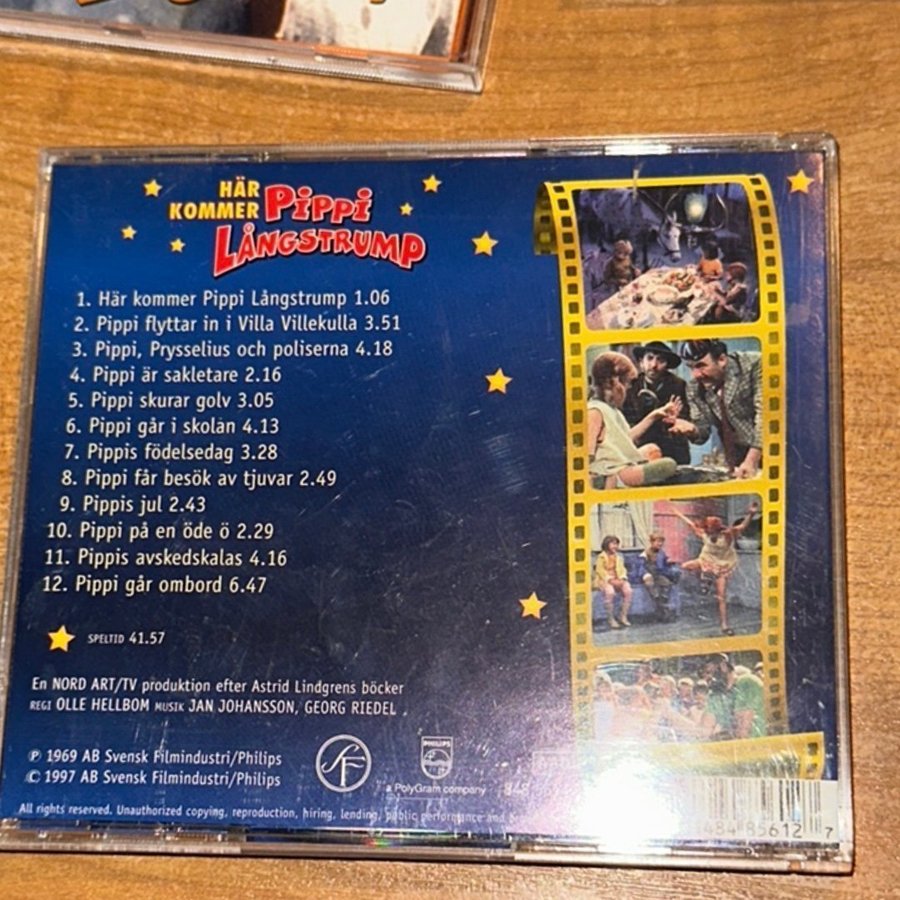 HÄR
KOMMER PIPPI
LÅNGSTRUMP
1. Här kommer Pippi Långstrump 1.06
2. Pippi flyttar in i Villa Villekulla 3.51
3. Pippi, Prysselius och poliserna 4.18
4. Pippi är sakletare 2.16
5. Pippi skurar golv 3.05
6. Pippi går i skolan 4.13
7. Pippis födelsedag 3.28
8. Pippi får besök av tjuvar 2.49
9. Pippis jul 2.43
10. Pippi på en öde ö 2.29
11. Pippis avskedskalas 4.16
12. Pippi går ombord 6.47
SPELTID 41.57
En NORD ART/TV produktion efter Astrid Lindgrens böcker
REGI OLLE HELLBOM MUSIK JAN JOHANSSON, GEORG RIEDEL
℗ 1969 AB Svensk Filmindustri/Philips
© 1997 AB Svensk Filmindustri/Philips
SF
PHILIPS
a PolyGram company
All rights reserved. Unauthorized copying, reproduction, hiring, lending, public performance and
484 85612 7